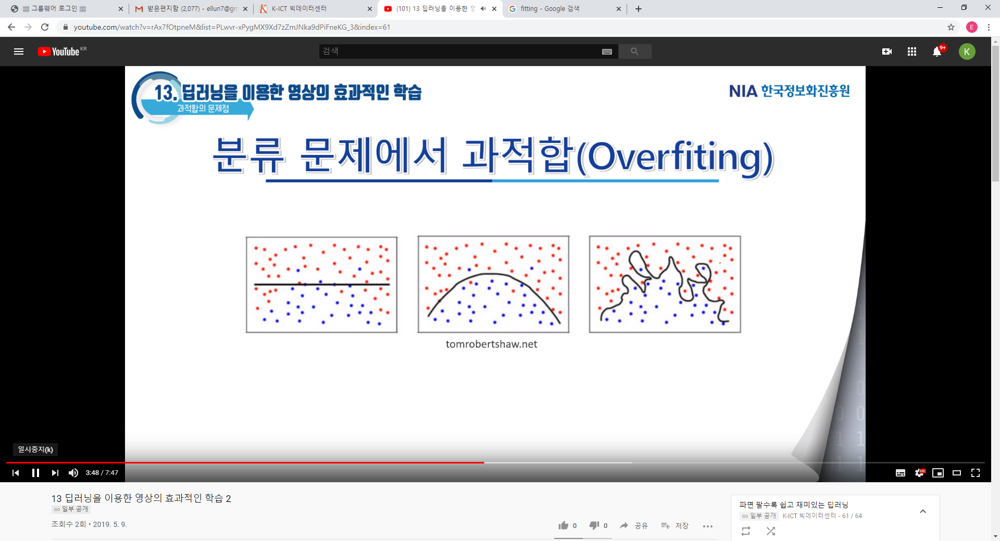 그룹웨어 로그인
받은편지함 (2,077) - ellun7@gm
K-ICT 빅데이터센터
(101) 13 딥러닝을 이용한 영
fitting - Google 검색
youtube.com/watch?v=rAx7fOtpneM&list=PLwvr-xPygMX9Xd7zZmJNka9dPiFneKG_3&index=61
E
YouTube KR
검색
9+
K
13. 딥러닝을 이용한 영상의 효과적인 학습
과적합의 문제점
NIA 한국정보화진흥원
분류 문제에서 과적합(Overfiting)
tomrobertshaw.net
일시중지(k)
3:48 / 7:47
HD
13 딥러닝을 이용한 영상의 효과적인 학습 2
일부 공개
조회수 2회 • 2019. 5. 9.
0
0
공유
저장
파면 팔수록 쉽고 재미있는 딥러닝
일부 공개 K-ICT 빅데이터센터 - 61 / 64